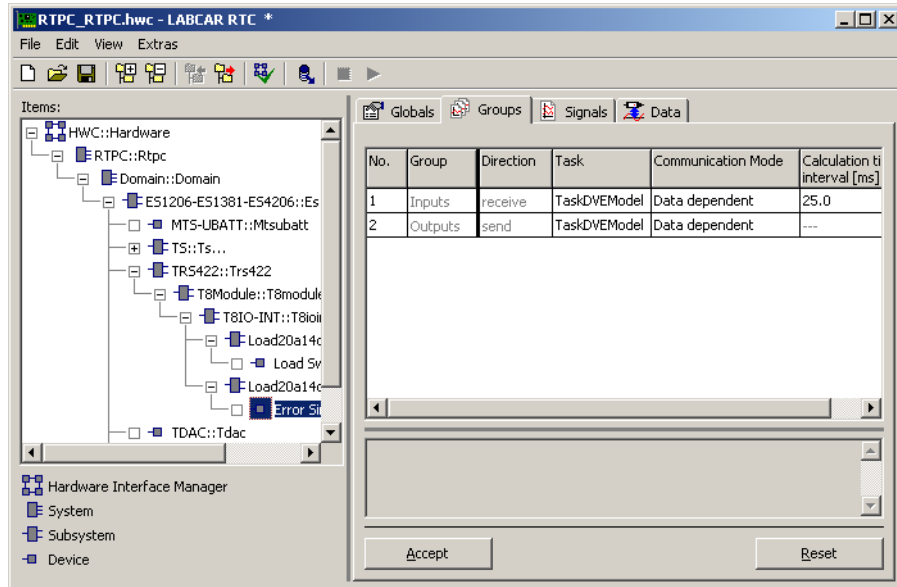 RTPC_RTPC.hwc - LABCAR RTC *
File Edit View Extras
Items:
HWC::Hardware
RTPC::Rtpc
Domain::Domain
ES1206-ES1381-ES4206::Es
MTS-UBATT::Mtsubatt
TS::Ts...
TRS422::Trs422
T8Module::T8module
T8IO-INT::T8ioin
Load20a14c
Load Sw
Load20a14c
Error Sin
TDAC::Tdac
Hardware Interface Manager
System
Subsystem
Device
Globals Groups Signals Data
No. Group Direction Task Communication Mode Calculation ti
interval [ms]
1 Inputs receive TaskDVEModel Data dependent 25.0
2 Outputs send TaskDVEModel Data dependent ---
Accept Reset